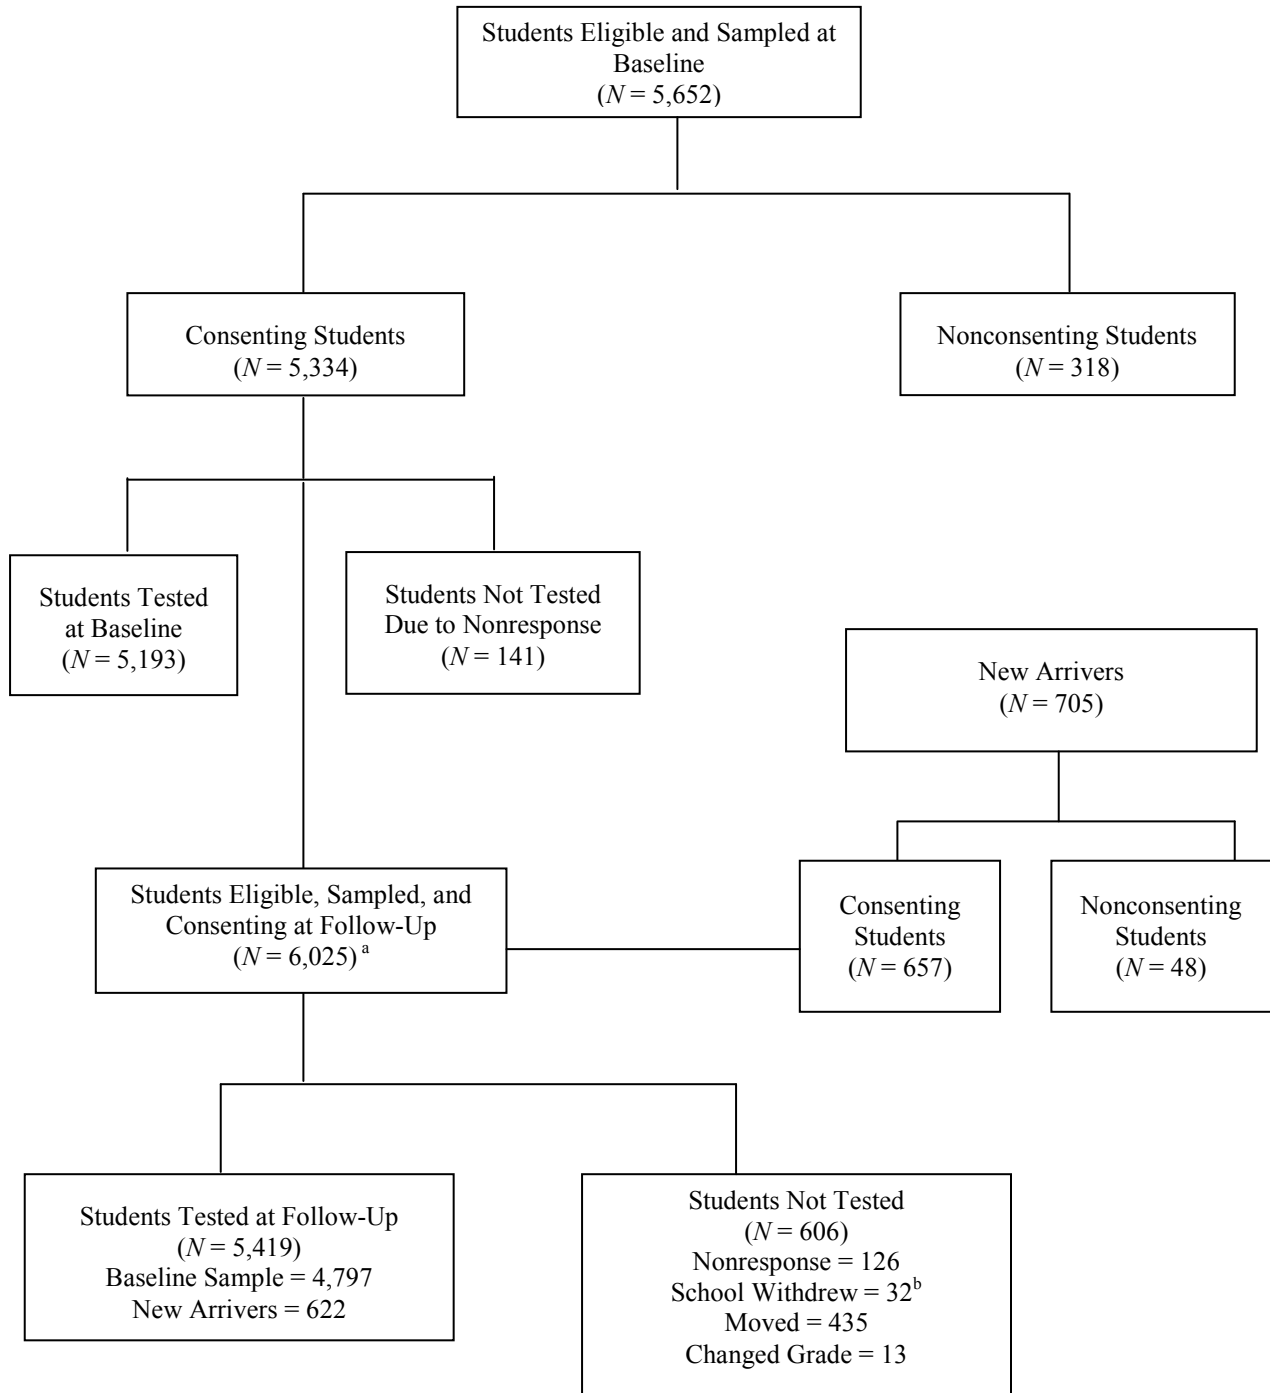 Students Eligible and Sampled at
Baseline
(N = 5,652)
Consenting Students
(N = 5,334)
Nonconsenting Students
(N = 318)
Students Tested
at Baseline
(N = 5,193)
Students Not Tested
Due to Nonresponse
(N = 141)
New Arrivers
(N = 705)
Students Eligible, Sampled, and
Consenting at Follow-Up
(N = 6,025) a
Consenting
Students
(N = 657)
Nonconsenting
Students
(N = 48)
Students Tested at Follow-Up
(N = 5,419)
Baseline Sample = 4,797
New Arrivers = 622
Students Not Tested
(N = 606)
Nonresponse = 126
School Withdrew = 32b
Moved = 435
Changed Grade = 13